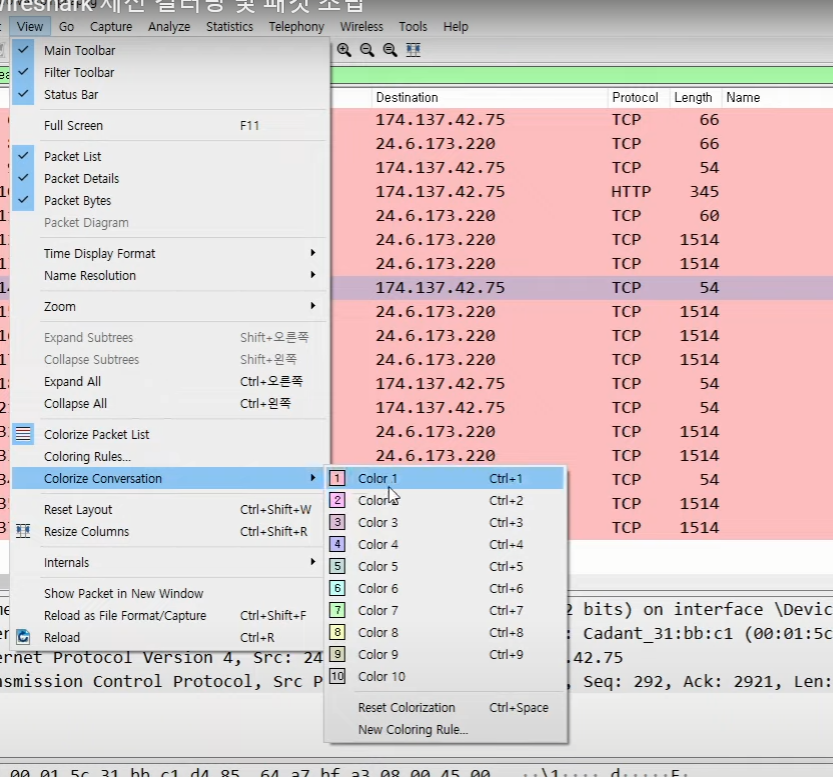 Wireshark 세션 컬러링 및 패킷 조립
View Go Capture Analyze Statistics Telephony Wireless Tools Help
Main Toolbar
Filter Toolbar
Status Bar
Full Screen F11
Packet List
Packet Details
Packet Bytes
Packet Diagram
Time Display Format
Name Resolution
Zoom
Expand Subtrees Shift+오른쪽
Collapse Subtrees Shift+왼쪽
Expand All Ctrl+오른쪽
Collapse All Ctrl+왼쪽
Colorize Packet List
Coloring Rules...
Colorize Conversation
Reset Layout Ctrl+Shift+W
Resize Columns Ctrl+Shift+R
Internals
Show Packet in New Window
Reload as File Format/Capture Ctrl+Shift+F
Reload Ctrl+R
1 Color 1 Ctrl+1
2 Color 2 Ctrl+2
3 Color 3 Ctrl+3
4 Color 4 Ctrl+4
5 Color 5 Ctrl+5
6 Color 6 Ctrl+6
7 Color 7 Ctrl+7
8 Color 8 Ctrl+8
9 Color 9 Ctrl+9
10 Color 10
Reset Colorization Ctrl+Space
New Coloring Rule...
Destination Protocol Length Name
174.137.42.75 TCP 66
24.6.173.220 TCP 66
174.137.42.75 TCP 54
174.137.42.75 HTTP 345
24.6.173.220 TCP 60
24.6.173.220 TCP 1514
24.6.173.220 TCP 1514
174.137.42.75 TCP 54
24.6.173.220 TCP 1514
24.6.173.220 TCP 1514
24.6.173.220 TCP 1514
174.137.42.75 TCP 54
174.137.42.75 TCP 54
24.6.173.220 TCP 1514
24.6.173.220 TCP 1514
TCP 54
TCP 1514
TCP 1514
2 bits) on interface \Devic
: Cadant_31:bb:c1 (00:01:5c
ernet Protocol Version 4, Src: 24 .42.75
nsmission Control Protocol, Src P , Seq: 292, Ack: 2921, Len:
00 01 5c 31 bb c1 d4 85 64 a7 bf a3 08 00 45 00 ..\1.... d.....E.